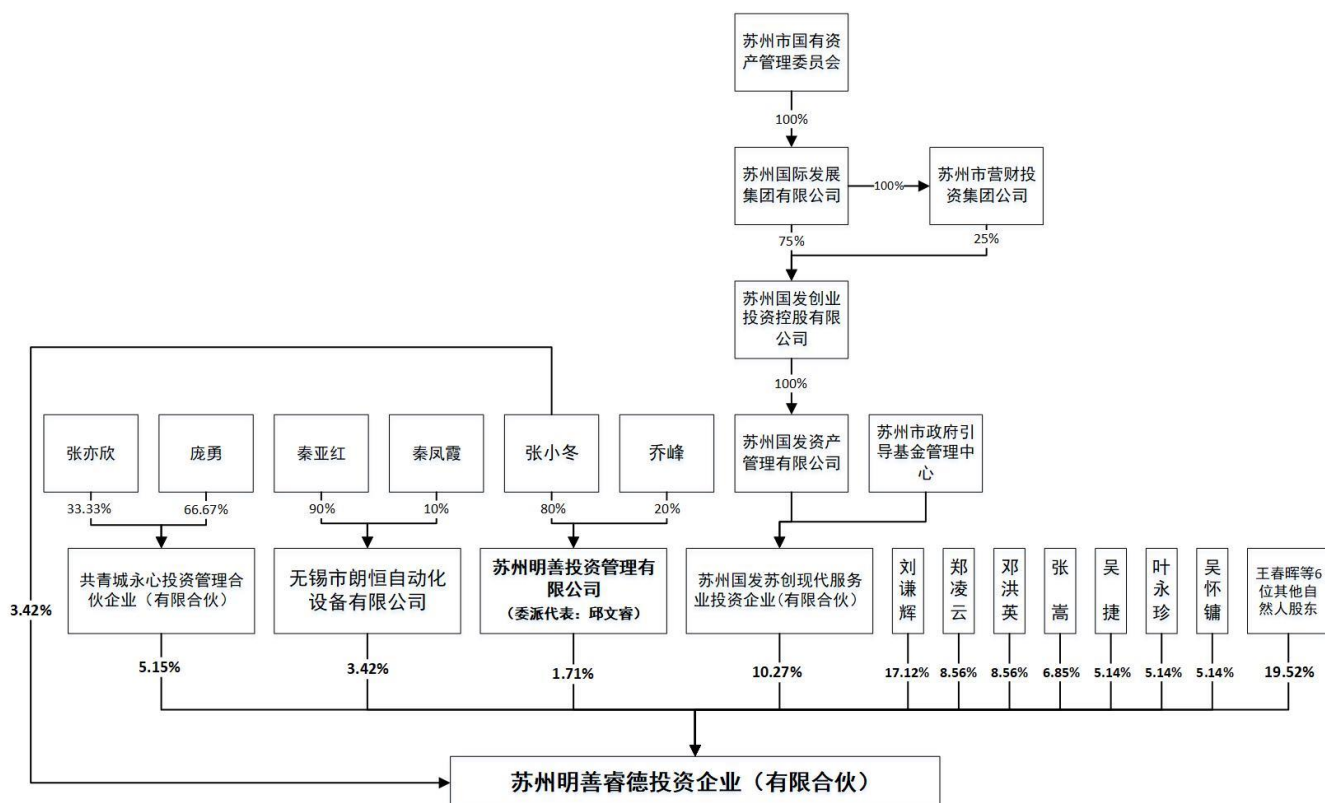 苏州市国有资
产管理委员会
100%
苏州国际发展
集团有限公司
100%
苏州市营财投
资集团公司
75%
25%
苏州国发创业
投资控股有限
公司
100%
张亦欣
庞勇
秦亚红
秦凤霞
张小冬
乔峰
苏州国发资产
管理有限公司
苏州市政府引
导基金管理中
心
33.33%
66.67%
90%
10%
80%
20%
共青城永心投资管理合
伙企业（有限合伙）
无锡市朗恒自动化
设备有限公司
苏州明善投资管理有
限公司
（委派代表：邱文睿）
苏州国发苏创现代服务
业投资企业(有限合伙)
刘谦辉
郑凌云
邓洪英
张嵩
吴捷
叶永珍
吴怀镛
王春晖等6
位其他自
然人股东
3.42%
5.15%
3.42%
1.71%
10.27%
17.12%
8.56%
8.56%
6.85%
5.14%
5.14%
5.14%
19.52%
苏州明善睿德投资企业（有限合伙）